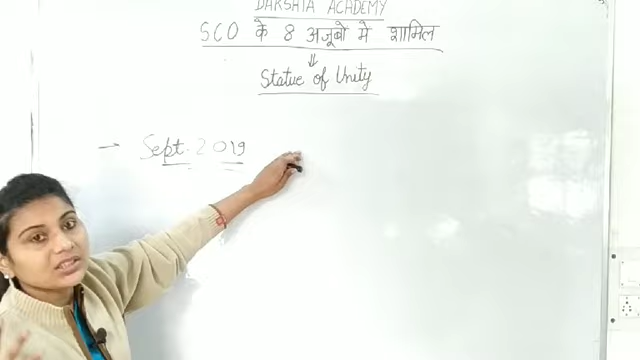 DAKSHTA ACADEMY
SCO के 8 अजूबो मे शामिल
⇓
Statue of Unity
→ Sept. 2019